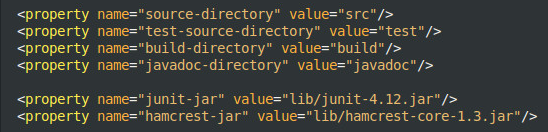 <property name="source-directory" value="src"/>
<property name="test-source-directory" value="test"/>
<property name="build-directory" value="build"/>
<property name="javadoc-directory" value="javadoc"/>
<property name="junit-jar" value="lib/junit-4.12.jar"/>
<property name="hamcrest-jar" value="lib/hamcrest-core-1.3.jar"/>